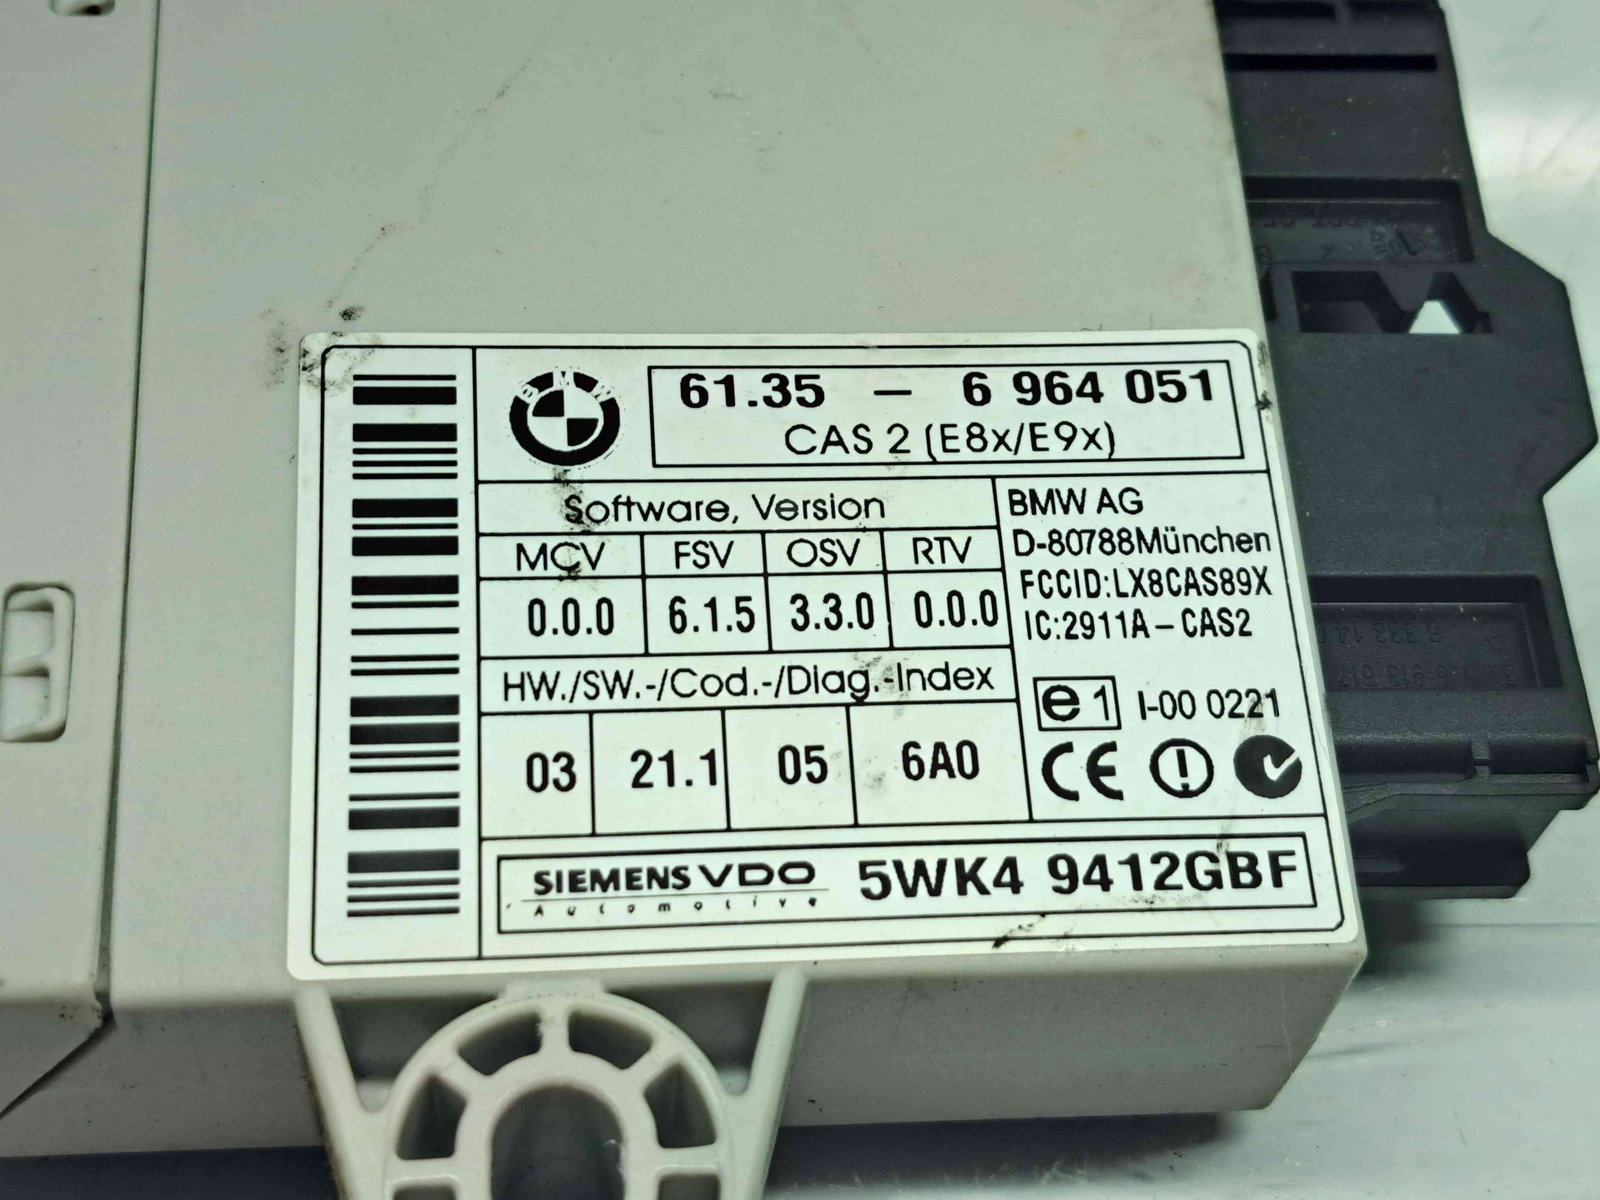 BMW
61.35 – 6 964 051
CAS 2 (E8x/E9x)
Software, Version
MCV FSV OSV RTV
0.0.0 6.1.5 3.3.0 0.0.0
HW./SW.-/Cod.-/Diag.-Index
03 21.1 05 6A0
BMW AG
D-80788München
FCCID:LX8CAS89X
IC:2911A – CAS2
e1 I-00 0221
CE
SIEMENS VDO
Automotive
5WK4 9412GBF